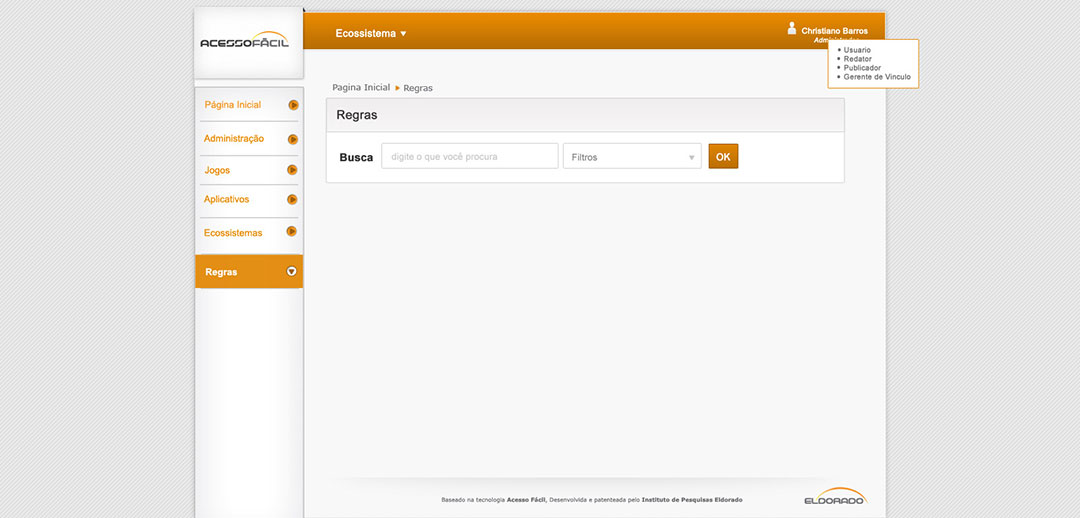 ACESSOFÁCIL
Ecossistema
Christiano Barros
Usuario
Redator
Publicador
Gerente de Vinculo
Pagina Inicial Regras
Regras
Busca digite o que você procura Filtros OK
Página Inicial
Administração
Jogos
Aplicativos
Ecossistemas
Regras
Baseado na tecnologia Acesso Fácil, Desenvolvida e patenteada pelo Instituto de Pesquisas Eldorado
ELDORADO